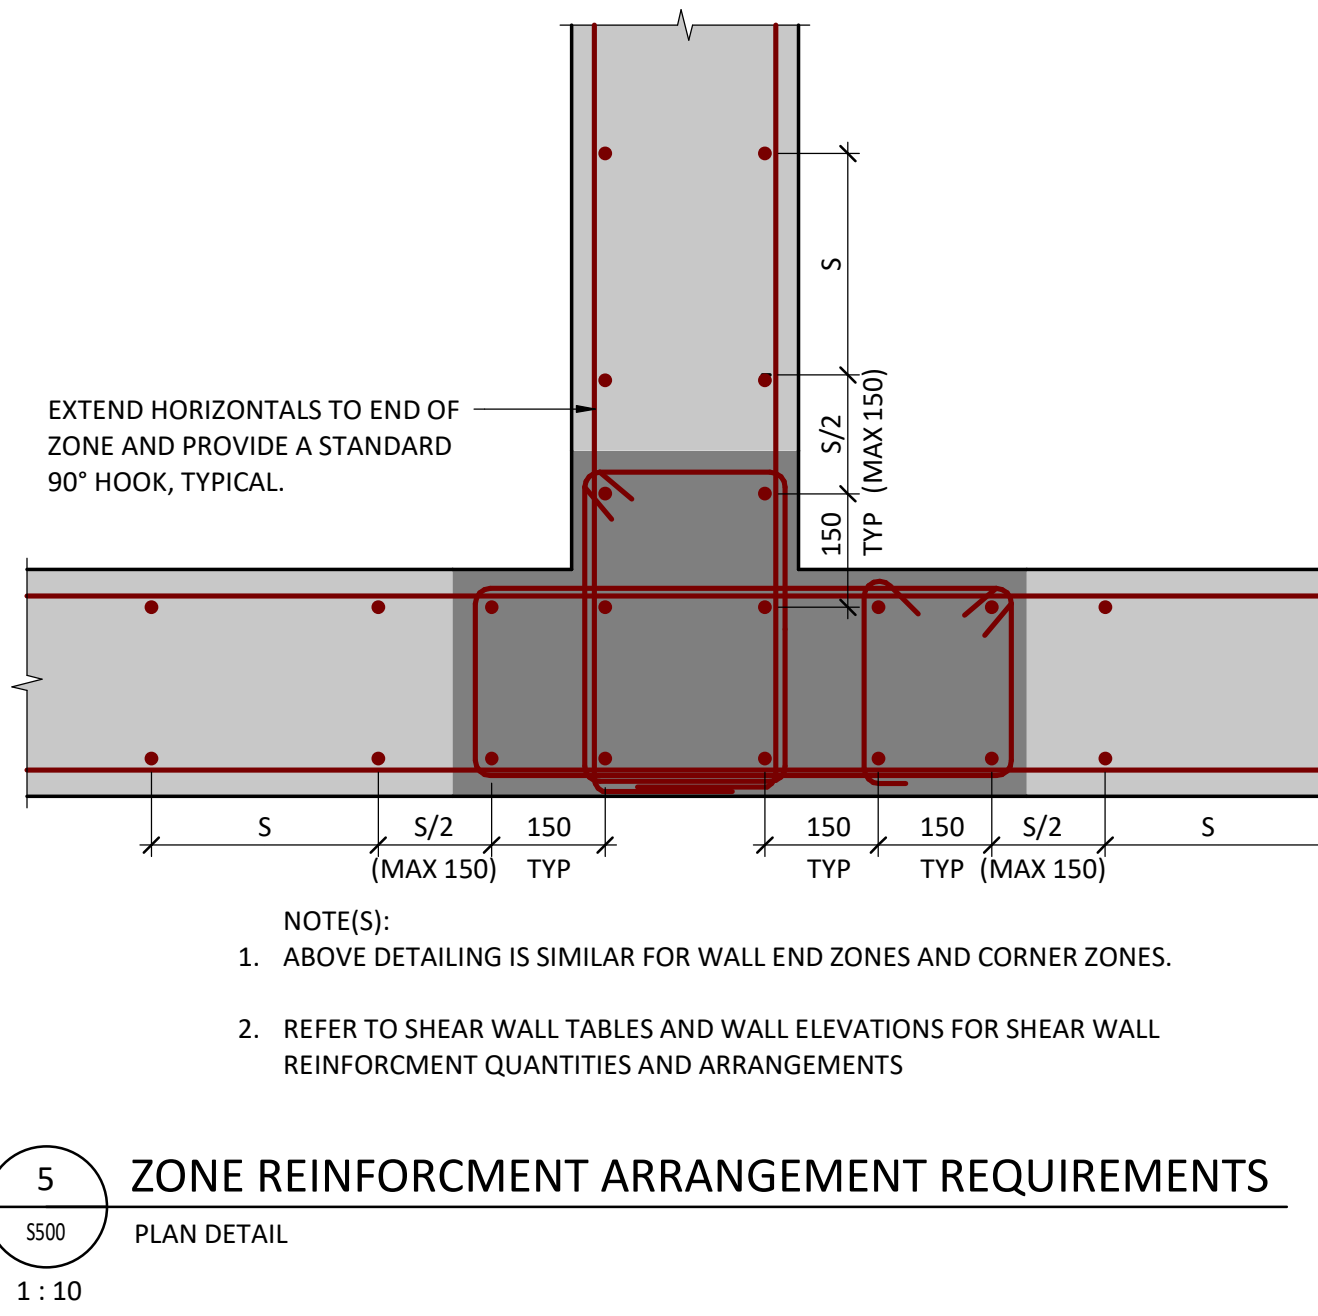 S
S/2
(MAX 150)
150
TYP
EXTEND HORIZONTALS TO END OF
ZONE AND PROVIDE A STANDARD
90° HOOK, TYPICAL.
S
S/2
150
150
150
S/2
S
(MAX 150)
TYP
TYP
TYP
(MAX 150)
NOTE(S):
1. ABOVE DETAILING IS SIMILAR FOR WALL END ZONES AND CORNER ZONES.
2. REFER TO SHEAR WALL TABLES AND WALL ELEVATIONS FOR SHEAR WALL
REINFORCMENT QUANTITIES AND ARRANGEMENTS
5
ZONE REINFORCMENT ARRANGEMENT REQUIREMENTS
S500
PLAN DETAIL
1 : 10